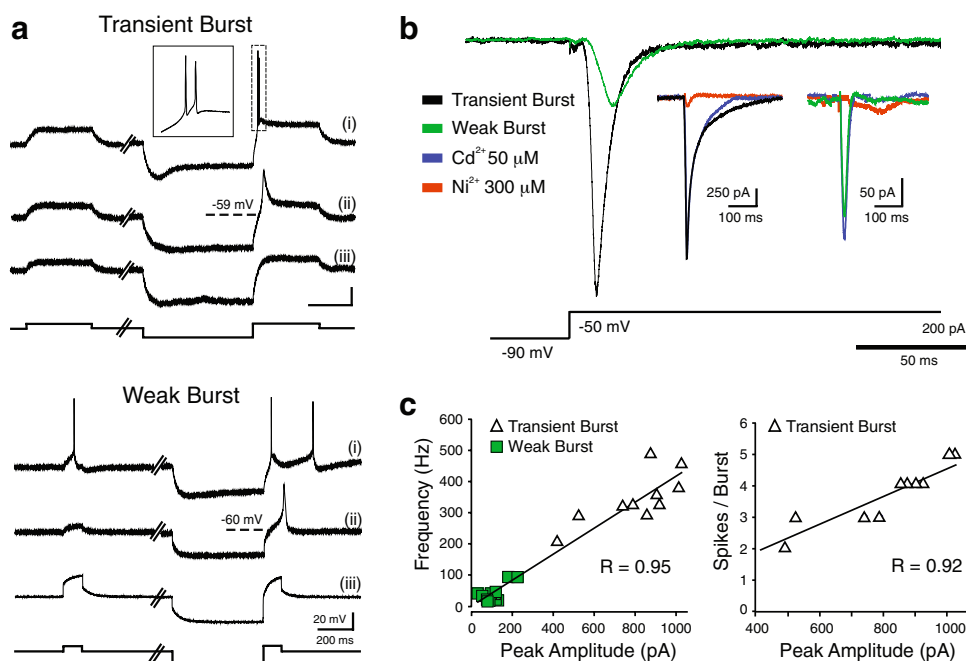 a
Transient Burst
(i)
-59 mV
(ii)
(iii)
Weak Burst
(i)
-60 mV
(ii)
(iii)
20 mV
200 ms
b
Transient Burst
Weak Burst
Cd2+ 50 μM
Ni2+ 300 μM
250 pA
100 ms
50 pA
100 ms
-50 mV
-90 mV
200 pA
50 ms
c
Transient Burst
Weak Burst
Frequency (Hz)
600
500
400
300
200
100
0
R = 0.95
0 200 400 600 800 1000
Peak Amplitude (pA)
Transient Burst
Spikes / Burst
6
5
4
3
2
1
0
R = 0.92
400 600 800 1000
Peak Amplitude (pA)